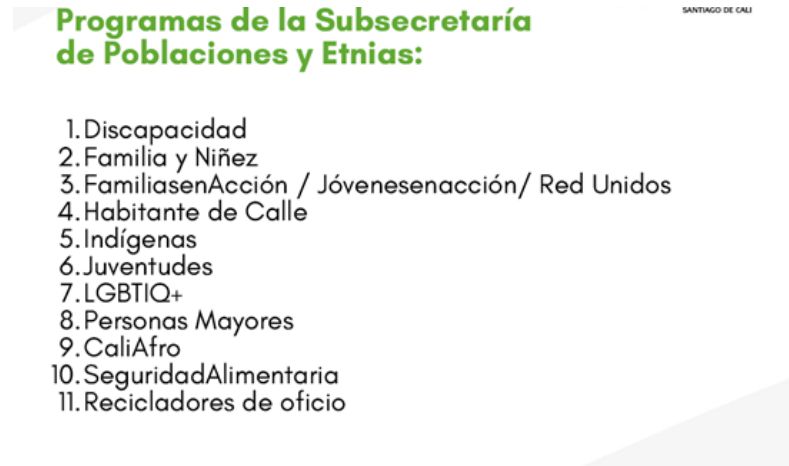 SANTIAGO DE CALI
Programas de la Subsecretaría
de Poblaciones y Etnias:
1.Discapacidad
2.Familia y Niñez
3.FamiliasenAcción / Jóvenesenacción/ Red Unidos
4.Habitante de Calle
5.Indígenas
6.Juventudes
7.LGBTIQ+
8.Personas Mayores
9.CaliAfro
10.SeguridadAlimentaria
11.Recicladores de oficio